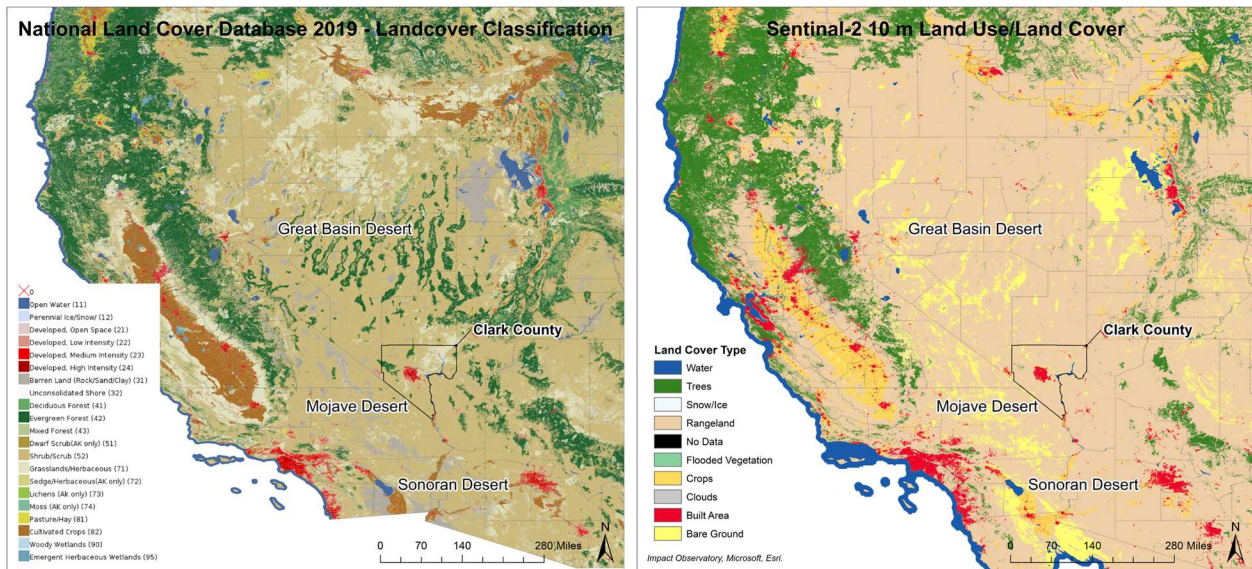 National Land Cover Database 2019 - Landcover Classification
Great Basin Desert
Clark County
Mojave Desert
Sonoran Desert
0
Open Water (11)
Perennial Ice/Snow/ (12)
Developed, Open Space (21)
Developed, Low Intensity (22)
Developed, Medium Intensity (23)
Developed, High Intensity (24)
Barren Land (Rock/Sand/Clay) (31)
Unconsolidated Shore (32)
Deciduous Forest (41)
Evergreen Forest (42)
Mixed Forest (43)
Dwarf Scrub(AK only) (51)
Shrub/Scrub (52)
Grasslands/Herbaceous (71)
Sedge/Herbaceous(AK only) (72)
Lichens (Ak only) (73)
Moss (AK only) (74)
Pasture/Hay (81)
Cultivated Crops (82)
Woody Wetlands (90)
Emergent Herbaceous Wetlands (95)
N
0 70 140 280 Miles
Sentinel-2 10 m Land Use/Land Cover
Great Basin Desert
Clark County
Mojave Desert
Sonoran Desert
Land Cover Type
Water
Trees
Snow/Ice
Rangeland
No Data
Flooded Vegetation
Crops
Clouds
Built Area
Bare Ground
Impact Observatory, Microsoft, Esri.
N
0 70 140 280 Miles